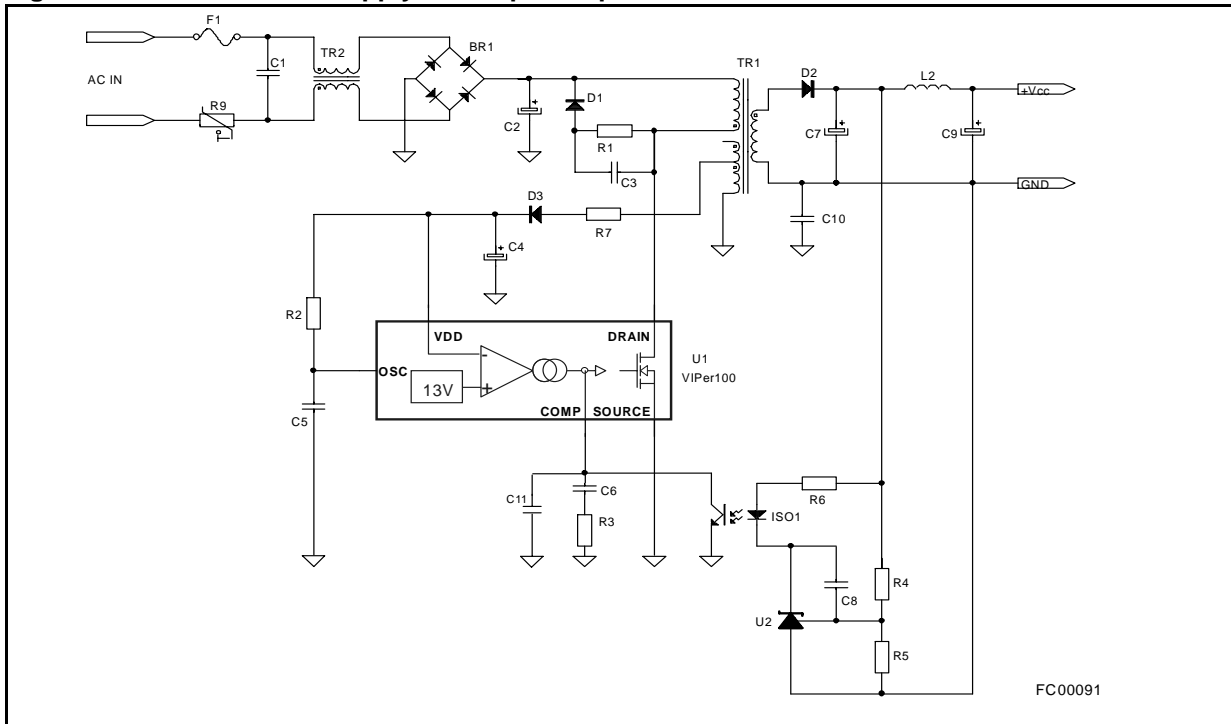 F1
BR1
TR2
TR1
D2
L2
+Vcc
AC IN
C1
D1
C2
+
C7
+
C9
+
R9
T°
R1
C3
GND
D3
R7
C10
C4
+
R2
VDD
DRAIN
U1
VIPer100
OSC
-
13V
+
COMP
SOURCE
C5
C11
C6
R6
R3
ISO1
C8
R4
U2
R5
FC00091